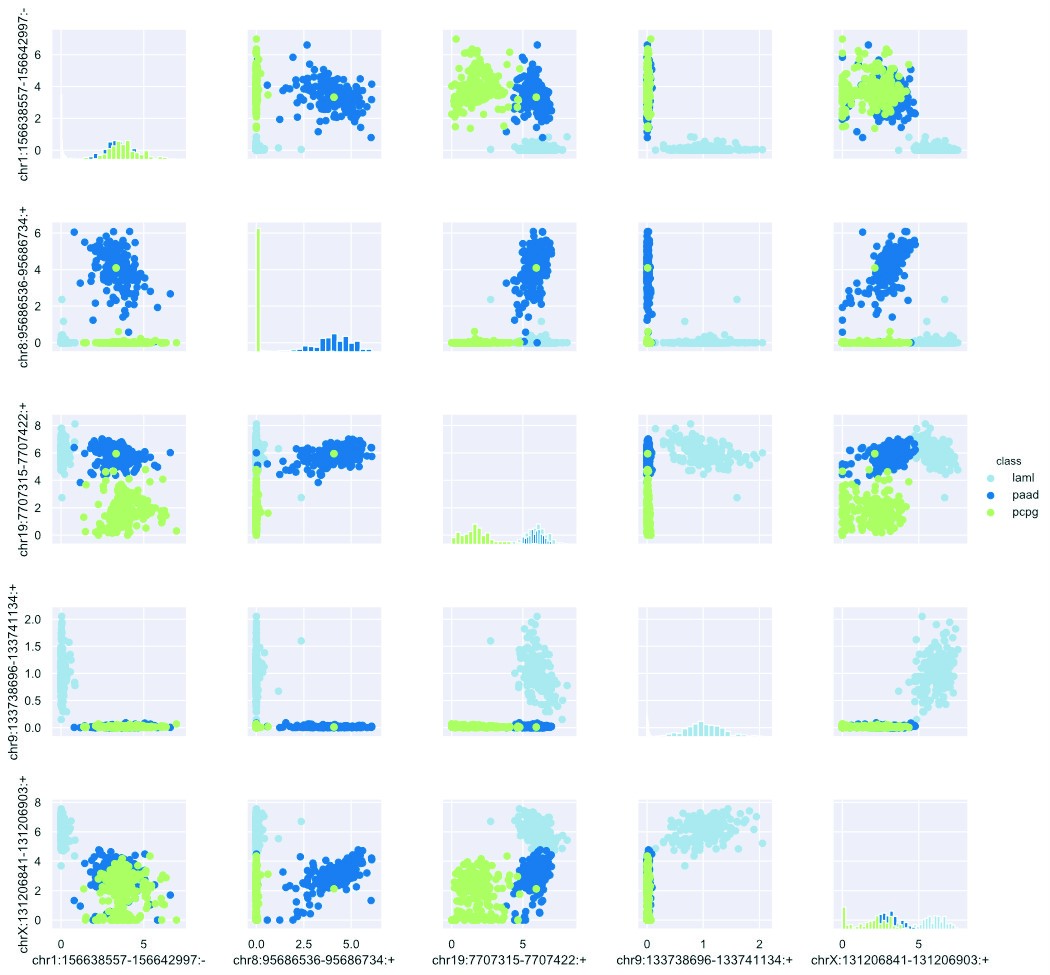 chr1:156638557-156642997:-
6
4
2
0
chr8:95686536-95686734:+
6
4
2
0
chr19:7707315-7707422:+
8
6
4
2
0
class
laml
paad
pcpg
chr9:133738696-133741134:+
2.0
1.5
1.0
0.5
0.0
chrX:131206841-131206903:+
8
6
4
2
0
0 5 0.0 2.5 5.0 0 5 0 1 2 0 5
chr1:156638557-156642997:- chr8:95686536-95686734:+ chr19:7707315-7707422:+ chr9:133738696-133741134:+ chrX:131206841-131206903:+